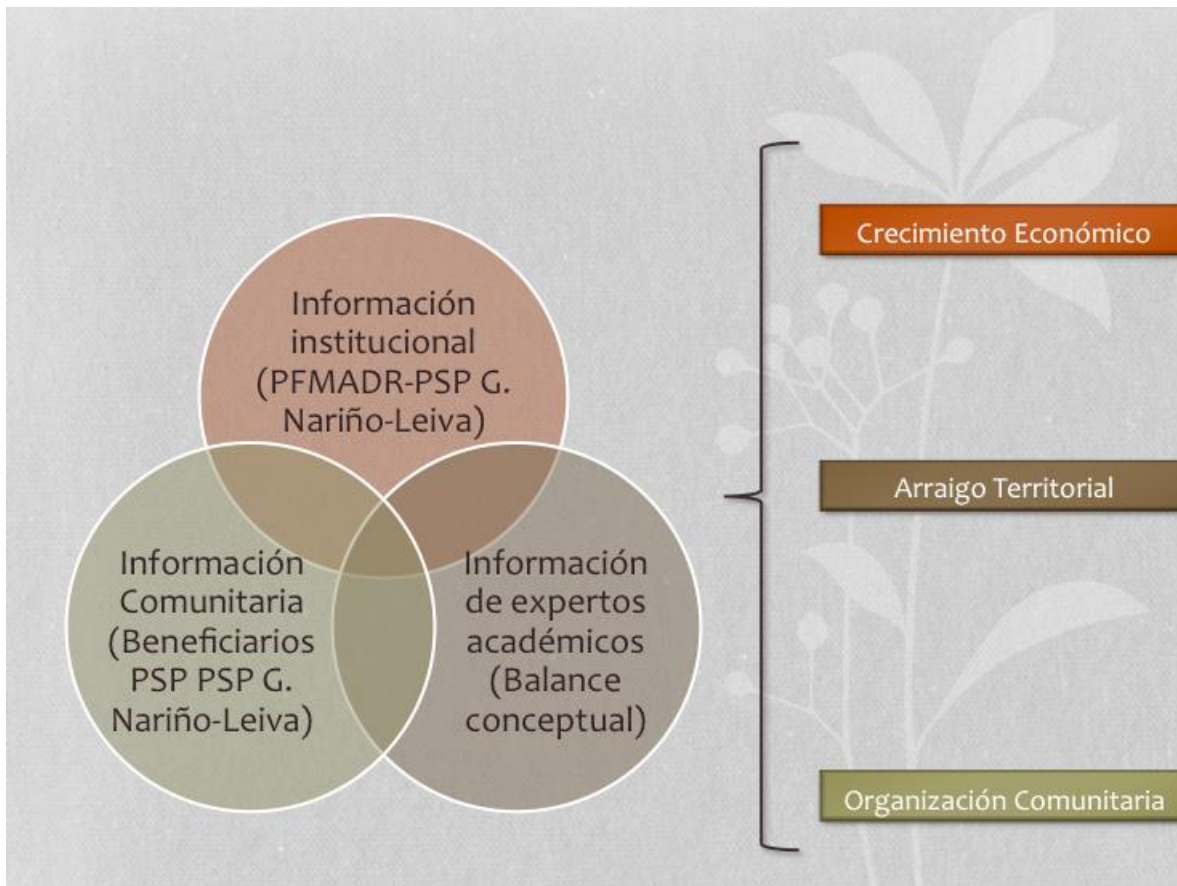 Información
institucional
(PFMADR-PSP G.
Nariño-Leiva)
Información
Comunitaria
(Beneficiarios
PSP PSP G.
Nariño-Leiva)
Información
de expertos
académicos
(Balance
conceptual)
Crecimiento Económico
Arraigo Territorial
Organización Comunitaria